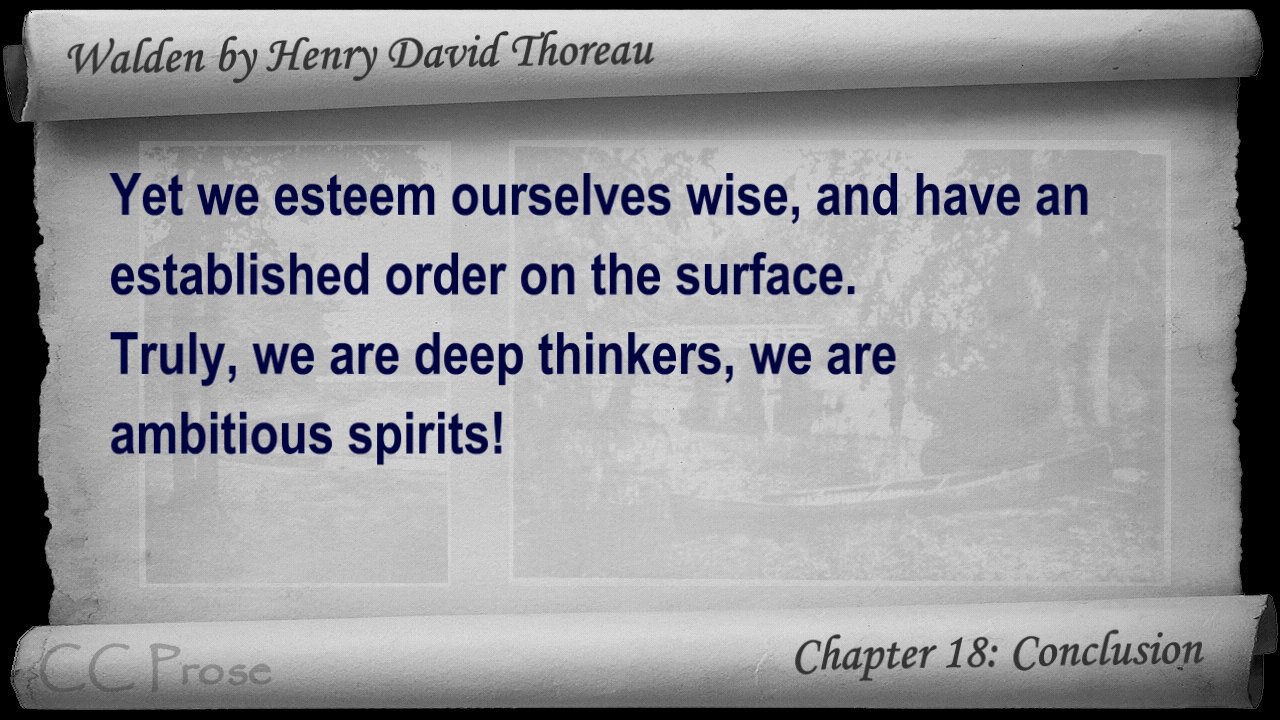 Walden by Henry David Thoreau
Yet we esteem ourselves wise, and have an
established order on the surface.
Truly, we are deep thinkers, we are
ambitious spirits!
CC Prose
Chapter 18: Conclusion